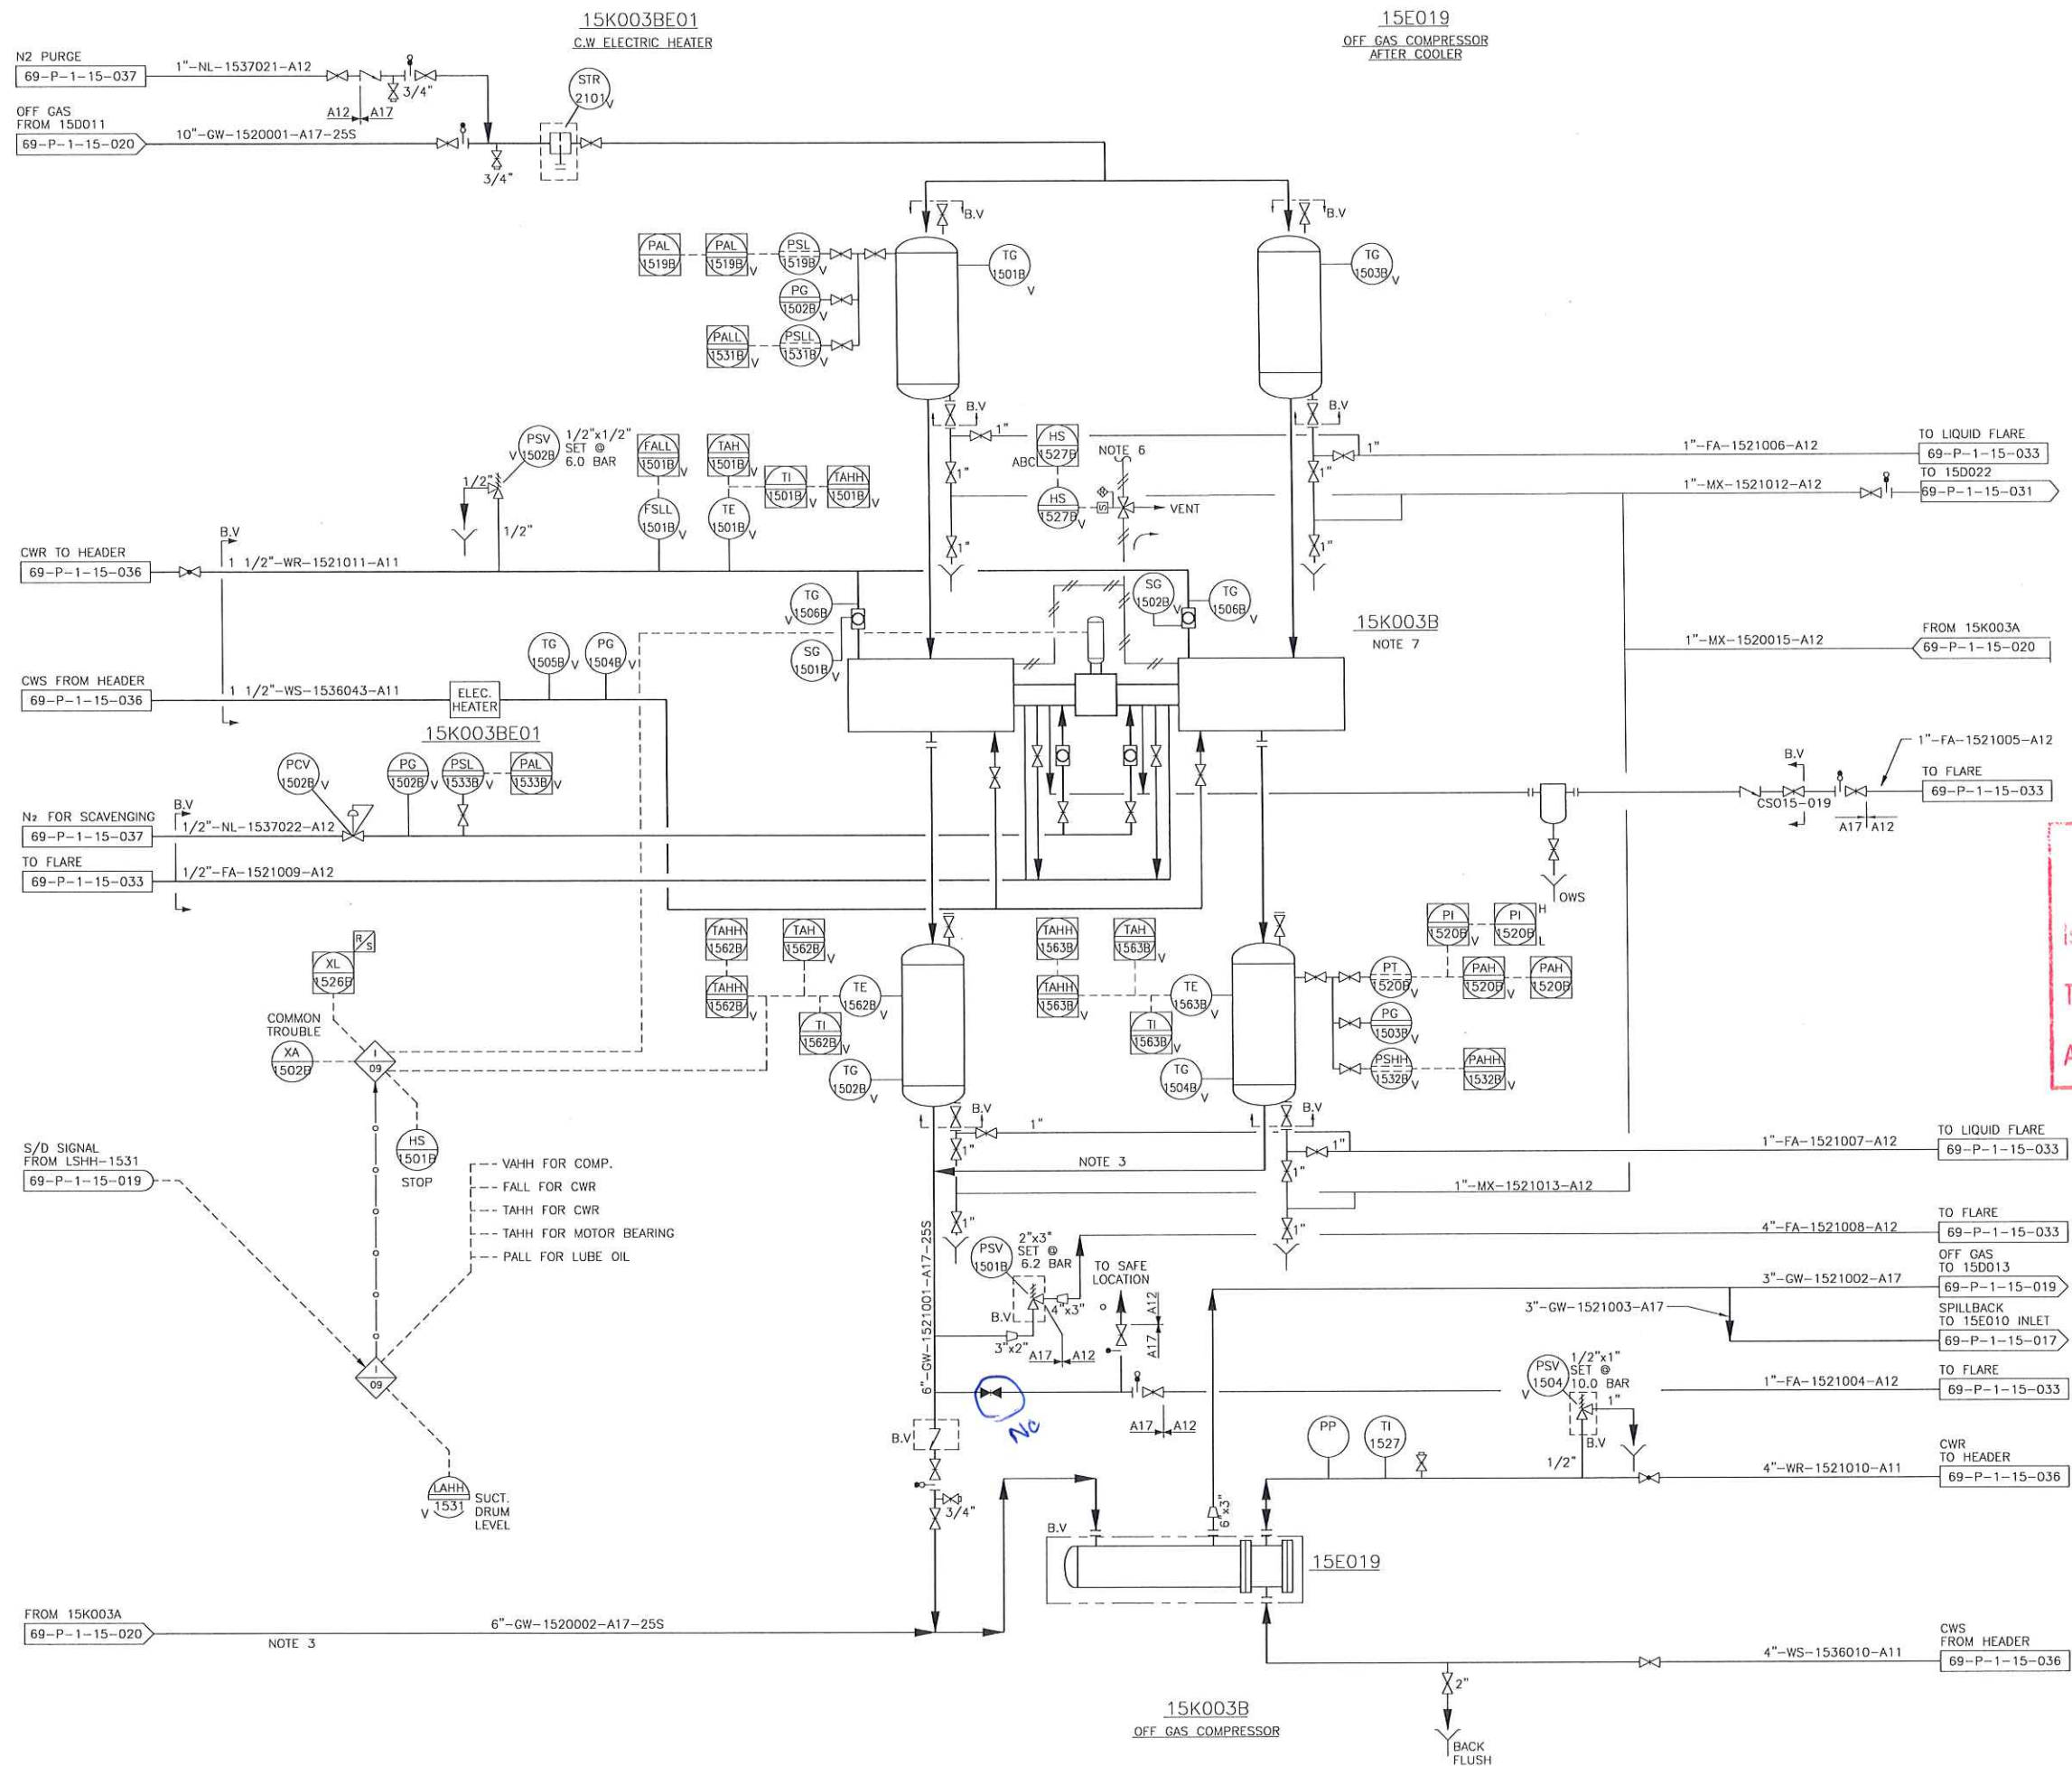 15K003BE01
C.W ELECTRIC HEATER
15E019
OFF GAS COMPRESSOR
AFTER COOLER
N2 PURGE
69-P-1-15-037
1"-NL-1537021-A12
3/4"
A12
A17
STR
2101
V
OFF GAS
FROM 15D011
69-P-1-15-020
10"-GW-1520001-A17-25S
3/4"
B.V
B.V
PAL
1519B
PAL
1519B
V
PSL
1519B
V
TG
1501B
V
TG
1503B
V
PG
1502B
V
PALL
1531B
V
PSLL
1531B
V
B.V
B.V
PSV
1502B
V
1/2"x1/2"
SET @
6.0 BAR
1/2"
1/2"
FALL
1501B
V
TAH
1501B
V
TI
1501B
V
TAHH
1501B
V
FSLL
1501B
V
TE
1501B
V
1"
1"
HS
1527B
ABC
HS
1527B
V
S
NOTE 6
VENT
1"
1"
1"
1"
1"-FA-1521006-A12
TO LIQUID FLARE
69-P-1-15-033
1"-MX-1521012-A12
TO 15D022
69-P-1-15-031
B.V
CWR TO HEADER
69-P-1-15-036
1 1/2"-WR-1521011-A11
TG
1506B
V
SG
1501B
V
SG
1502B
V
TG
1506B
V
15K003B
NOTE 7
1"-MX-1520015-A12
FROM 15K003A
69-P-1-15-020
CWS FROM HEADER
69-P-1-15-036
1 1/2"-WS-1536043-A11
ELEC.
HEATER
15K003BE01
TG
1505B
V
PG
1504B
V
PCV
1502B
V
PG
1502B
V
PSL
1533B
V
PAL
1533B
V
1"-FA-1521005-A12
B.V
CSO15-019
A17
A12
TO FLARE
69-P-1-15-033
OWS
N2 FOR SCAVENGING
69-P-1-15-037
B.V
1/2"-NL-1537022-A12
TO FLARE
69-P-1-15-033
1/2"-FA-1521009-A12
TAHH
1562B
TAH
1562B
V
TAHH
1562B
V
TE
1562B
V
TI
1562B
V
TG
1502B
V
TAHH
1563B
TAH
1563B
V
TAHH
1563B
V
TE
1563B
V
TI
1563B
V
TG
1504B
V
PI
1520B
V
PI
1520B
H
L
PT
1520B
V
PAH
1520B
V
PAH
1520B
PG
1503B
V
PSHH
1532B
V
PAHH
1532B
V
R/S
XL
1526B
COMMON
TROUBLE
XA
1502B
I
09
HS
1501B
STOP
S/D SIGNAL
FROM LSHH-1531
69-P-1-15-019
VAHH FOR COMP.
FALL FOR CWR
TAHH FOR CWR
TAHH FOR MOTOR BEARING
PALL FOR LUBE OIL
I
09
LAHH
1531
V
SUCT.
DRUM
LEVEL
B.V
B.V
1"
1"
1"
1"
NOTE 3
1"
1"
1"-FA-1521007-A12
TO LIQUID FLARE
69-P-1-15-033
1"-MX-1521013-A12
4"-FA-1521008-A12
TO FLARE
69-P-1-15-033
6"-GW-1521001-A17-25S
PSV
1501B
2"x3"
SET @
6.2 BAR
B.V
4"x3"
3"x2"
A17
A12
TO SAFE
LOCATION
A12
A17
3"-GW-1521002-A17
OFF GAS
TO 15D013
69-P-1-15-019
3"-GW-1521003-A17
SPILLBACK
TO 15E010 INLET
69-P-1-15-017
NC
A17
A12
1"-FA-1521004-A12
TO FLARE
69-P-1-15-033
PSV
1504
V
1/2"x1"
SET @
10.0 BAR
1"
B.V
1/2"
PP
TI
1527
4"-WR-1521010-A11
CWR
TO HEADER
69-P-1-15-036
B.V
3/4"
6"x3"
B.V
15E019
FROM 15K003A
69-P-1-15-020
NOTE 3
6"-GW-1520002-A17-25S
4"-WS-1536010-A11
CWS
FROM HEADER
69-P-1-15-036
2"
BACK
FLUSH
15K003B
OFF GAS COMPRESSOR